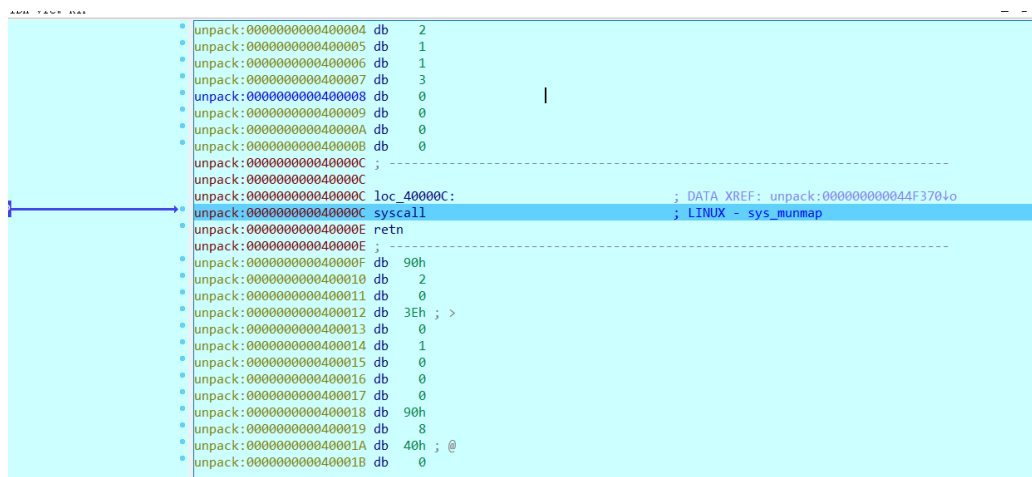 unpack:0000000000400004 db    2
unpack:0000000000400005 db    1
unpack:0000000000400006 db    1
unpack:0000000000400007 db    3
unpack:0000000000400008 db    0
unpack:0000000000400009 db    0
unpack:000000000040000A db    0
unpack:000000000040000B db    0
unpack:000000000040000C ; ---------------------------------------------------------------------------
unpack:000000000040000C
unpack:000000000040000C loc_40000C:                             ; DATA XREF: unpack:000000000044F370↓o
unpack:000000000040000C syscall                                 ; LINUX - sys_munmap
unpack:000000000040000E retn
unpack:000000000040000E ; ---------------------------------------------------------------------------
unpack:000000000040000F db  90h
unpack:0000000000400010 db    2
unpack:0000000000400011 db    0
unpack:0000000000400012 db  3Eh ; >
unpack:0000000000400013 db    0
unpack:0000000000400014 db    1
unpack:0000000000400015 db    0
unpack:0000000000400016 db    0
unpack:0000000000400017 db    0
unpack:0000000000400018 db  90h
unpack:0000000000400019 db    8
unpack:000000000040001A db  40h ; @
unpack:000000000040001B db    0